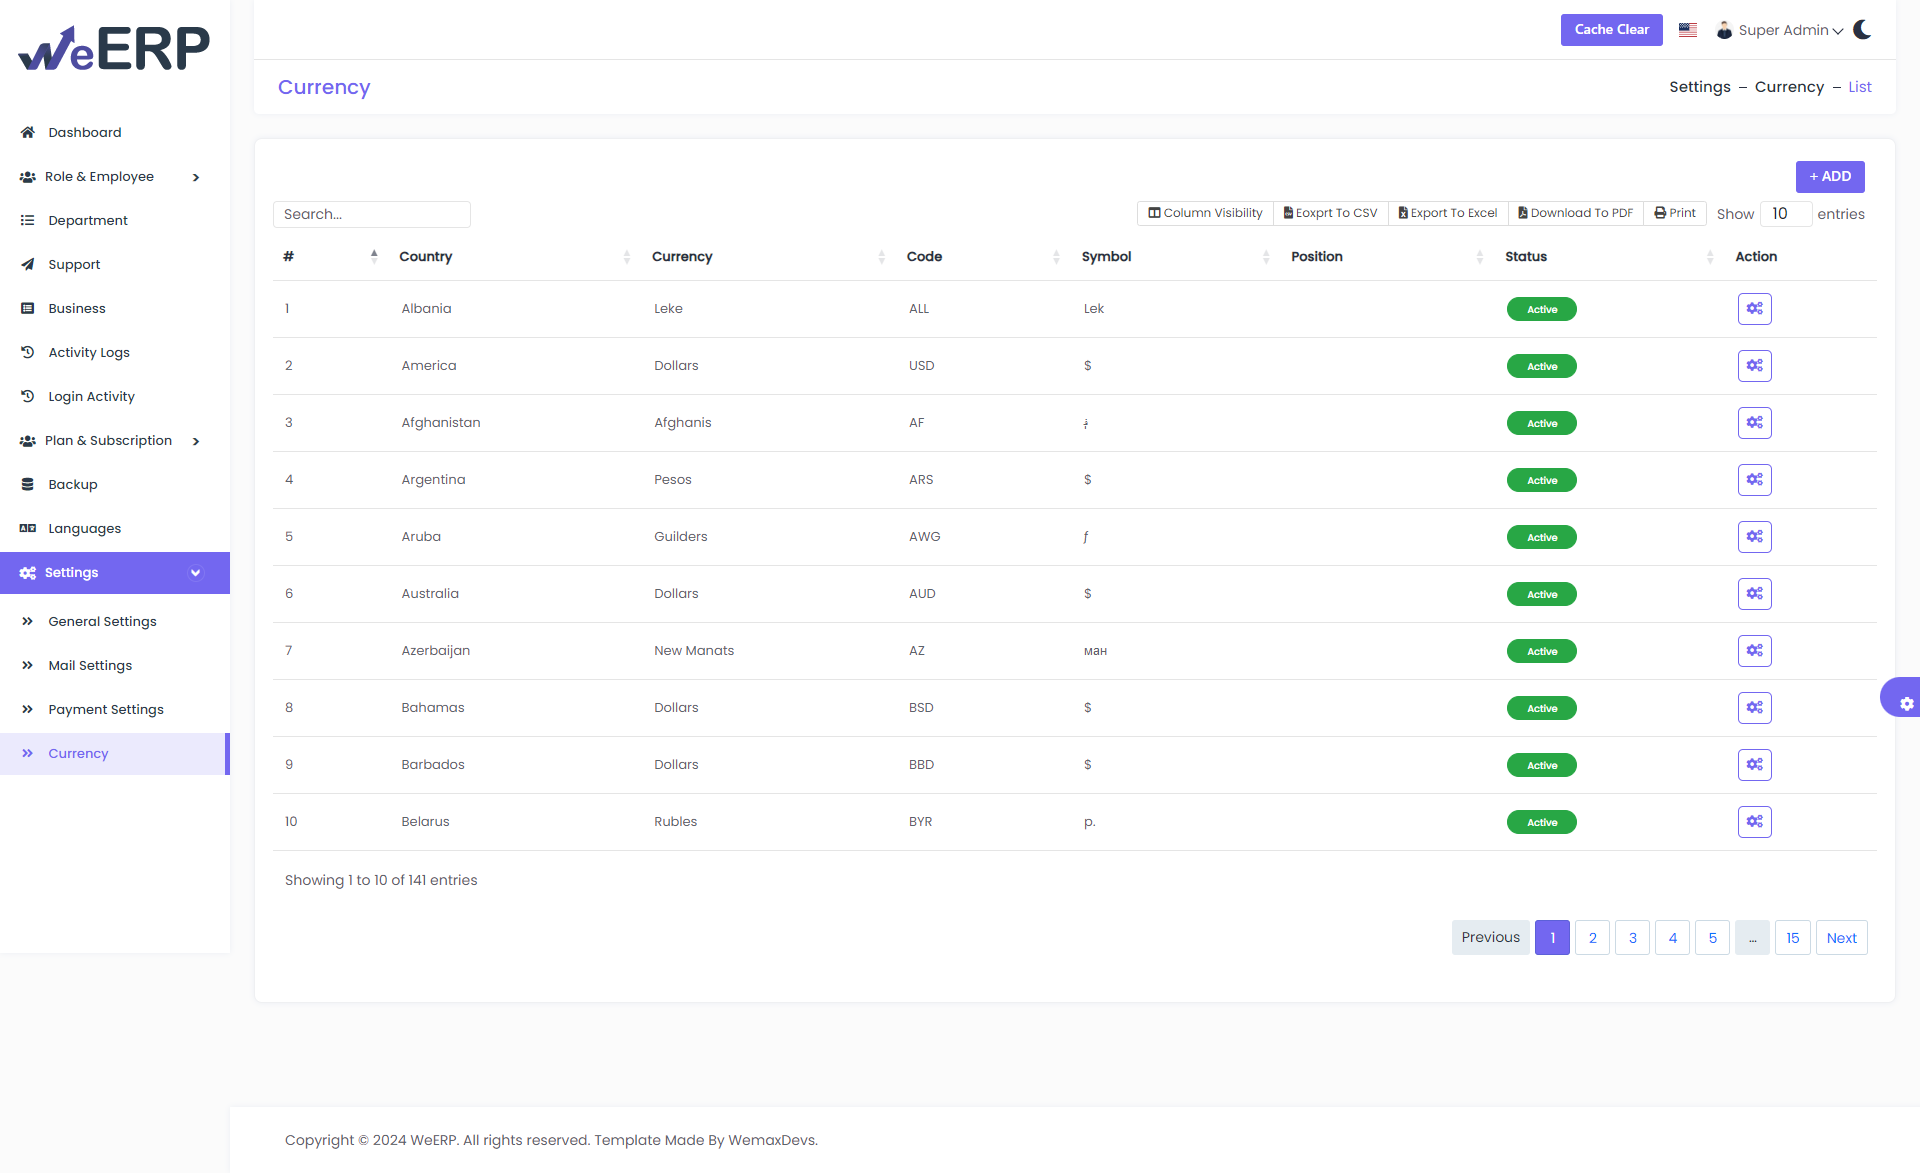 WeERP
Cache Clear
Super Admin
Currency
Settings – Currency – List
Dashboard
Role & Employee
Department
Support
Business
Activity Logs
Login Activity
Plan & Subscription
Backup
Languages
Settings
General Settings
Mail Settings
Payment Settings
Currency
+ ADD
Search...
Column Visibility Eoxprt To CSV Export To Excel Download To PDF Print Show 10 entries
# Country Currency Code Symbol Position Status Action
1 Albania Leke ALL Lek Active
2 America Dollars USD $ Active
3 Afghanistan Afghanis AF ؋ Active
4 Argentina Pesos ARS $ Active
5 Aruba Guilders AWG ƒ Active
6 Australia Dollars AUD $ Active
7 Azerbaijan New Manats AZ ман Active
8 Bahamas Dollars BSD $ Active
9 Barbados Dollars BBD $ Active
10 Belarus Rubles BYR p. Active
Showing 1 to 10 of 141 entries
Previous 1 2 3 4 5 … 15 Next
Copyright © 2024 WeERP. All rights reserved. Template Made By WemaxDevs.